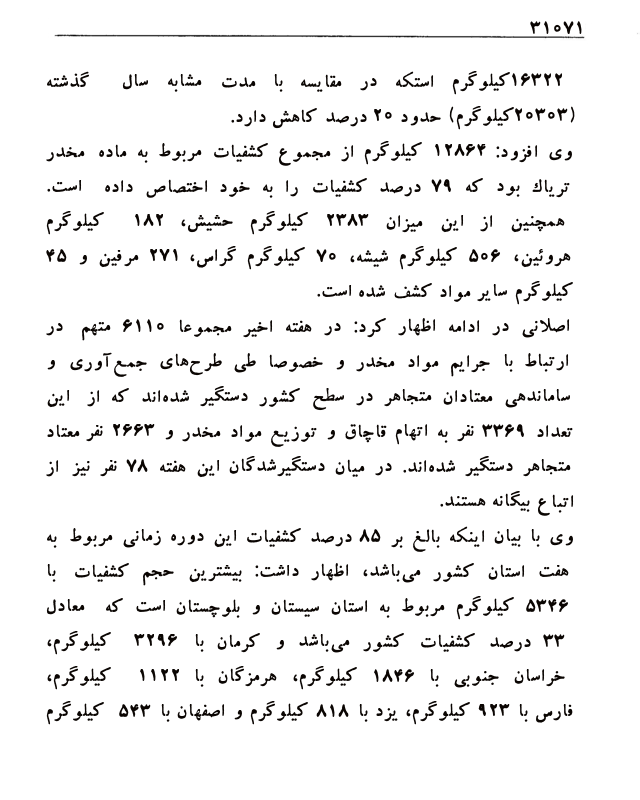 ۳۱۰۷۱
۱۶۳۲۲کیلوگرم استکه در مقایسه با مدت مشابه سال گذشته
(۲۰۳۰۳کیلوگرم) حدود ۲۰ درصد کاهش دارد.
وی افزود: ۱۲۸۶۴ کیلوگرم از مجموع کشفیات مربوط به ماده مخدر
تریاك بود که ۷۹ درصد کشفیات را به خود اختصاص داده است.
همچنین از این میزان ۲۳۸۳ کیلوگرم حشیش، ۱۸۲ کیلوگرم
هروئین، ۵۰۶ کیلوگرم شیشه، ۷۰ کیلوگرم گراس، ۲۷۱ مرفین و ۴۵
کیلوگرم سایر مواد کشف شده است.
اصلانی در ادامه اظهار کرد: در هفته اخیر مجموعا ۶۱۱۰ متهم در
ارتباط با جرایم مواد مخدر و خصوصا طی طرح‌های جمع‌آوری و
ساماندهی معتادان متجاهر در سطح کشور دستگیر شده‌اند که از این
تعداد ۳۳۶۹ نفر به اتهام قاچاق و توزیع مواد مخدر و ۲۶۶۳ نفر معتاد
متجاهر دستگیر شده‌اند. در میان دستگیرشدگان این هفته ۷۸ نفر نیز از
اتباع بیگانه هستند.
وی با بیان اینکه بالغ بر ۸۵ درصد کشفیات این دوره زمانی مربوط به
هفت استان کشور می‌باشد، اظهار داشت: بیشترین حجم کشفیات با
۵۳۴۶ کیلوگرم مربوط به استان سیستان و بلوچستان است که معادل
۳۳ درصد کشفیات کشور می‌باشد و کرمان با ۳۲۹۶ کیلوگرم،
خراسان جنوبی با ۱۸۴۶ کیلوگرم، هرمزگان با ۱۱۲۲ کیلوگرم،
فارس با ۹۲۳ کیلوگرم، یزد با ۸۱۸ کیلوگرم و اصفهان با ۵۴۳ کیلوگرم